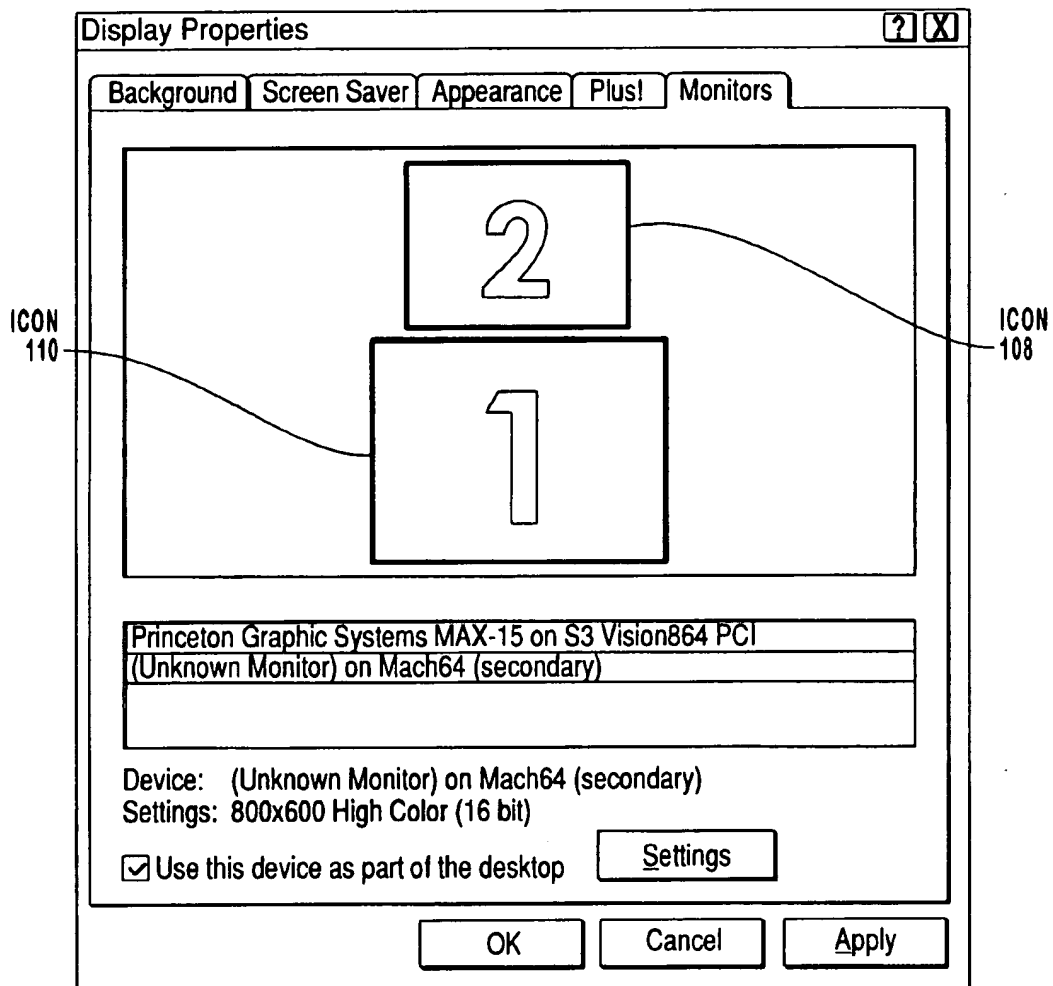 Display Properties ? X
Background Screen Saver Appearance Plus! Monitors
2
ICON
110
ICON
108
1
Princeton Graphic Systems MAX-15 on S3 Vision864 PCI
(Unknown Monitor) on Mach64 (secondary)
Device: (Unknown Monitor) on Mach64 (secondary)
Settings: 800x600 High Color (16 bit)
Use this device as part of the desktop Settings
OK Cancel Apply